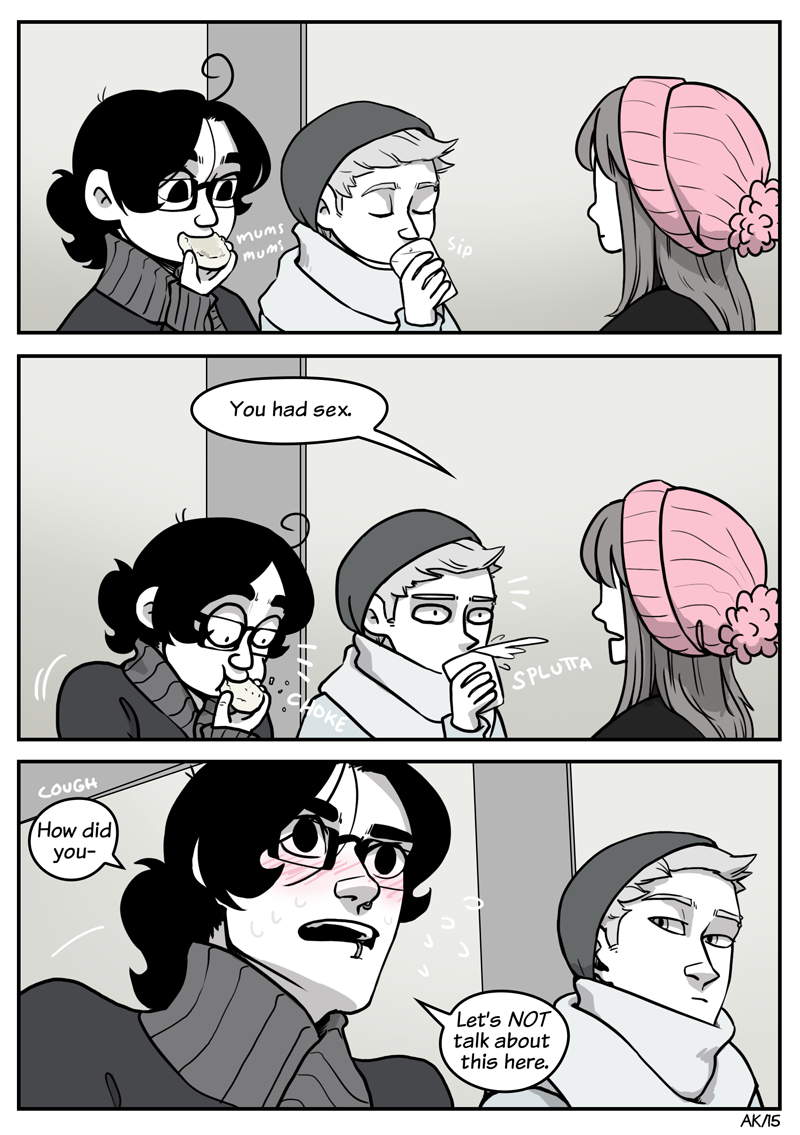 mums
mums
sip
You had sex.
CHOKE
SPLUTTA
COUGH
How did
you-
Let's NOT
talk about
this here.
AK/15